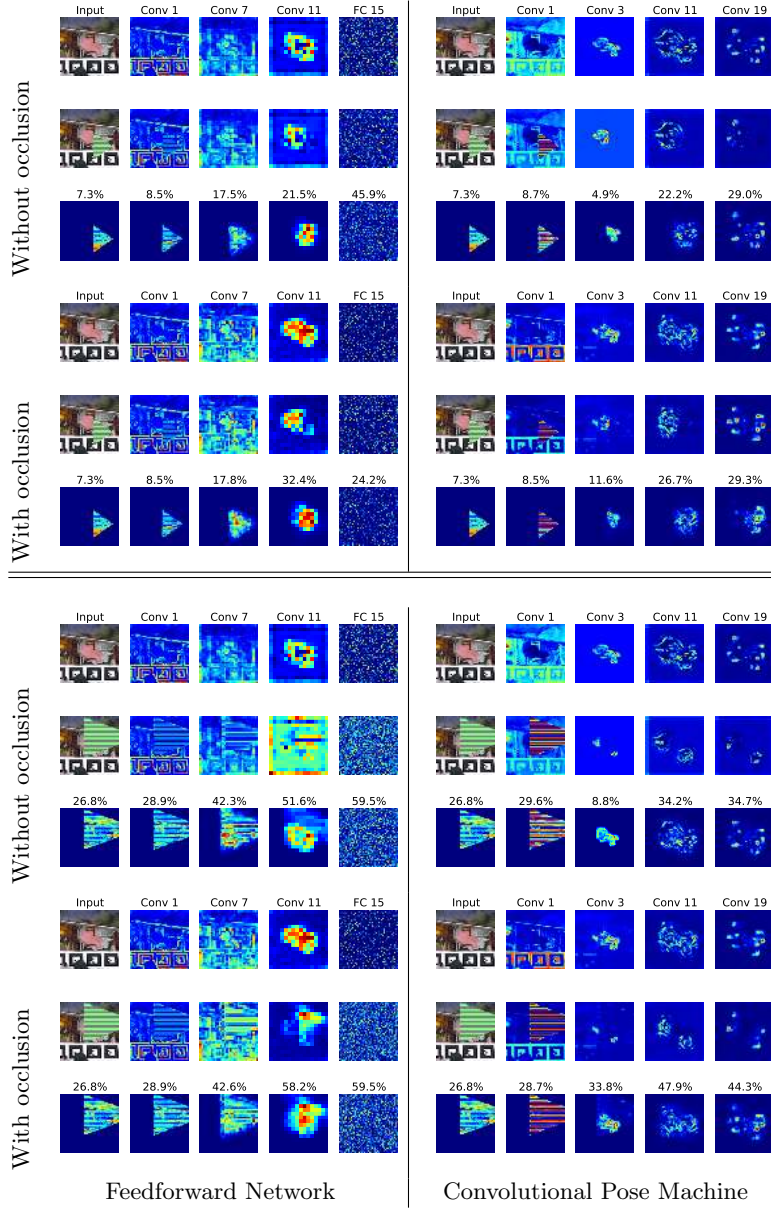 Input Conv 1 Conv 7 Conv 11 FC 15 Input Conv 1 Conv 3 Conv 11 Conv 19
Without occlusion
7.3% 8.5% 17.5% 21.5% 45.9% 7.3% 8.7% 4.9% 22.2% 29.0%
Input Conv 1 Conv 7 Conv 11 FC 15 Input Conv 1 Conv 3 Conv 11 Conv 19
With occlusion
7.3% 8.5% 17.8% 32.4% 24.2% 7.3% 8.5% 11.6% 26.7% 29.3%
Input Conv 1 Conv 7 Conv 11 FC 15 Input Conv 1 Conv 3 Conv 11 Conv 19
Without occlusion
26.8% 28.9% 42.3% 51.6% 59.5% 26.8% 29.6% 8.8% 34.2% 34.7%
Input Conv 1 Conv 7 Conv 11 FC 15 Input Conv 1 Conv 3 Conv 11 Conv 19
With occlusion
26.8% 28.9% 42.6% 58.2% 59.5% 26.8% 28.7% 33.8% 47.9% 44.3%
Feedforward Network Convolutional Pose Machine